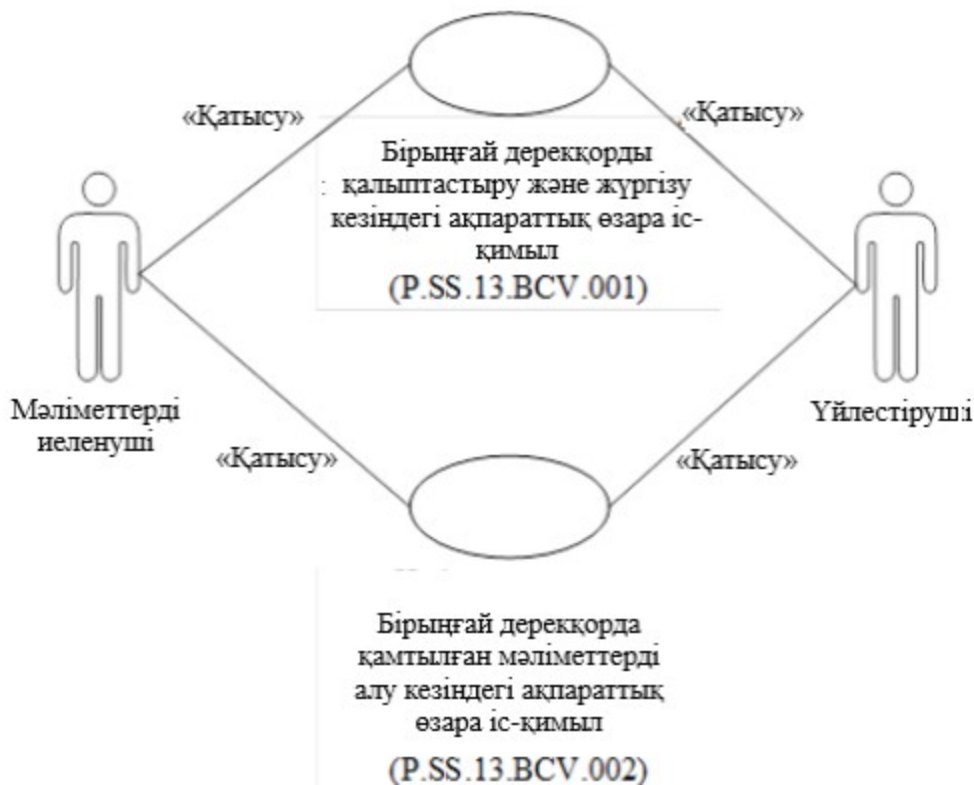 «Қатысу»
«Қатысу»
Бірыңғай дерекқорды
қалыптастыру және жүргізу
кезіндегі ақпараттық өзара іс-
қимыл
(P.SS.13.BCV.001)
Мәліметтерді
иеленуші
Үйлестіруші
«Қатысу»
«Қатысу»
Бірыңғай дерекқорда
қамтылған мәліметтерді
алу кезіндегі ақпараттық
өзара іс-қимыл
(P.SS.13.BCV.002)